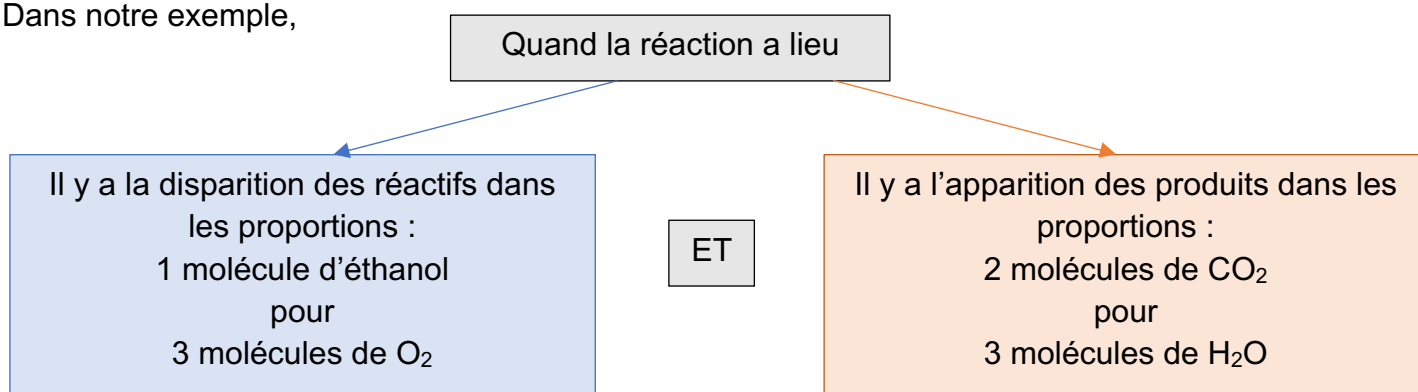 Dans notre exemple,
Quand la réaction a lieu
Il y a la disparition des réactifs dans
les proportions :
1 molécule d’éthanol
pour
3 molécules de O₂
ET
Il y a l’apparition des produits dans les
proportions :
2 molécules de CO₂
pour
3 molécules de H₂O